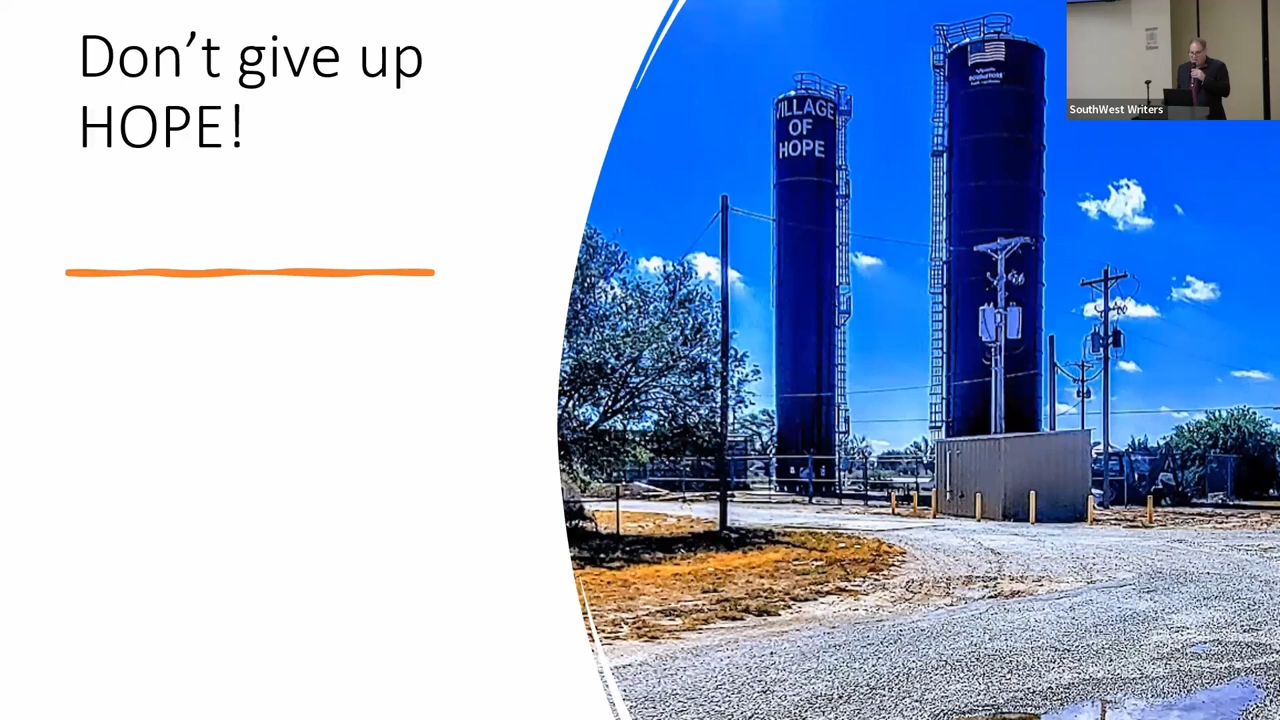 Don't give up
HOPE!
VILLAGE
OF
HOPE
SouthWest Writers